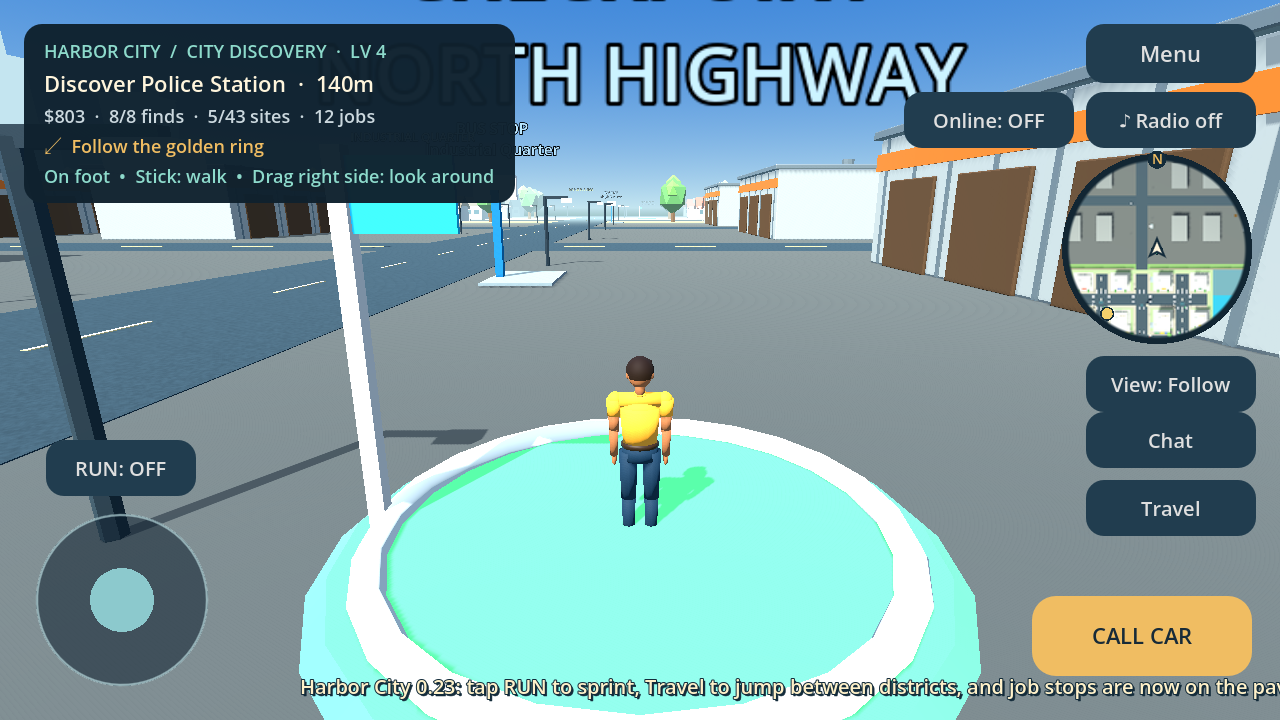 NORTH HIGHWAY
HARBOR CITY / CITY DISCOVERY · LV 4
Discover Police Station · 140m
$803 · 8/8 finds · 5/43 sites · 12 jobs
↙ Follow the golden ring
On foot • Stick: walk • Drag right side: look around
Menu
Online: OFF
♪ Radio off
N
View: Follow
Chat
Travel
RUN: OFF
CALL CAR
Harbor City 0.23: tap RUN to sprint, Travel to jump between districts, and job stops are now on the pav